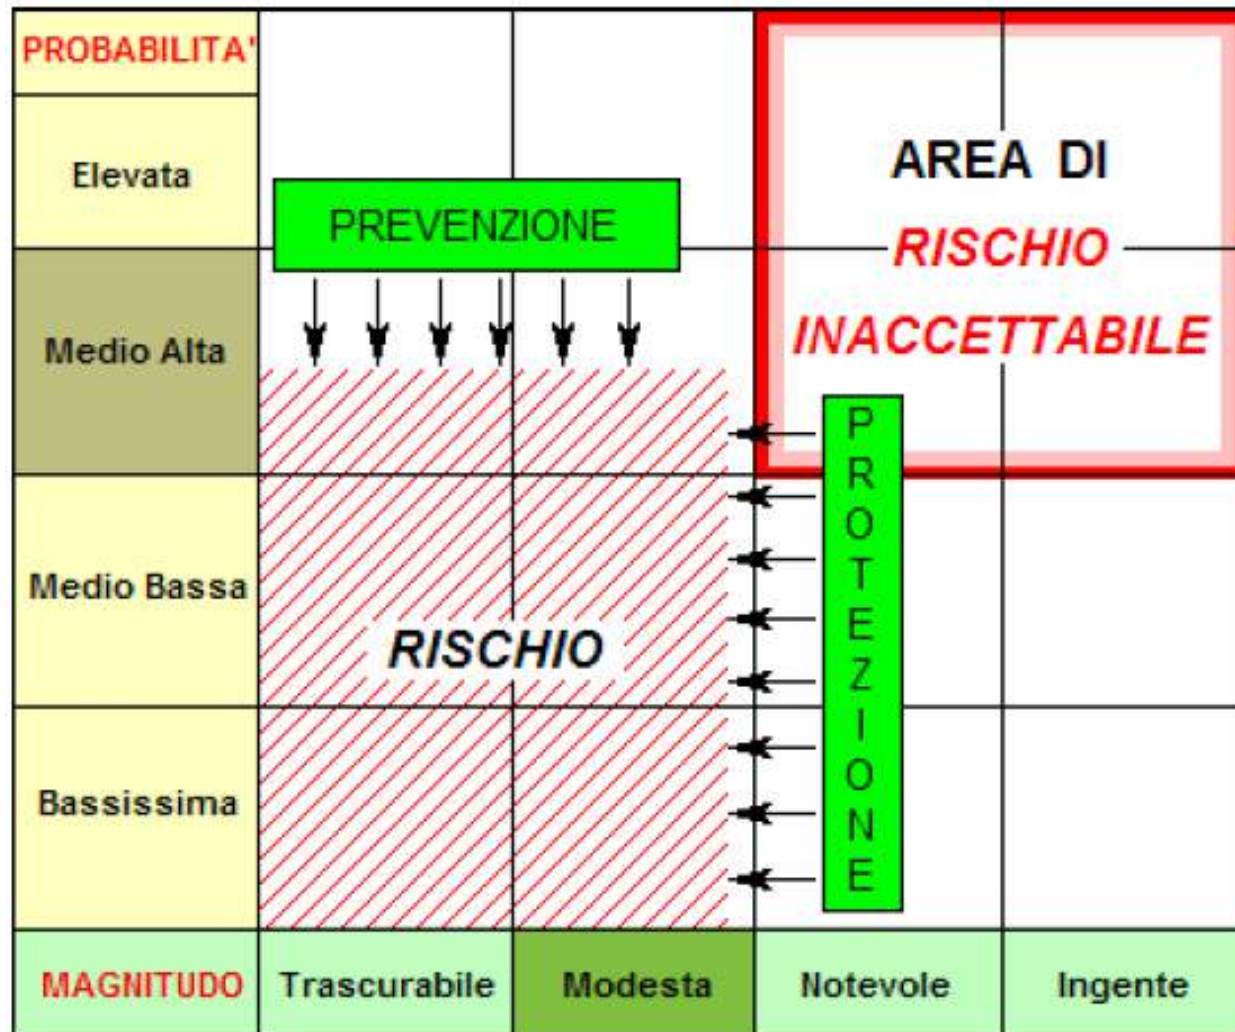 PROBABILITA'
Elevata
PREVENZIONE
AREA DI
RISCHIO
INACCETTABILE
Medio Alta
PROTEZIONE
Medio Bassa
RISCHIO
Bassissima
MAGNITUDO
Trascurabile
Modesta
Notevole
Ingente